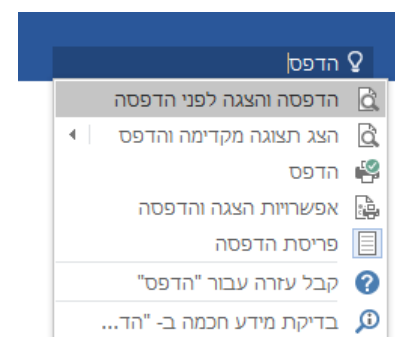 הדפס
הדפסה והצגה לפני הדפסה
הצג תצוגה מקדימה והדפס
הדפס
אפשרויות הצגה והדפסה
פריסת הדפסה
קבל עזרה עבור "הדפס"
בדיקת מידע חכמה ב- "הד...